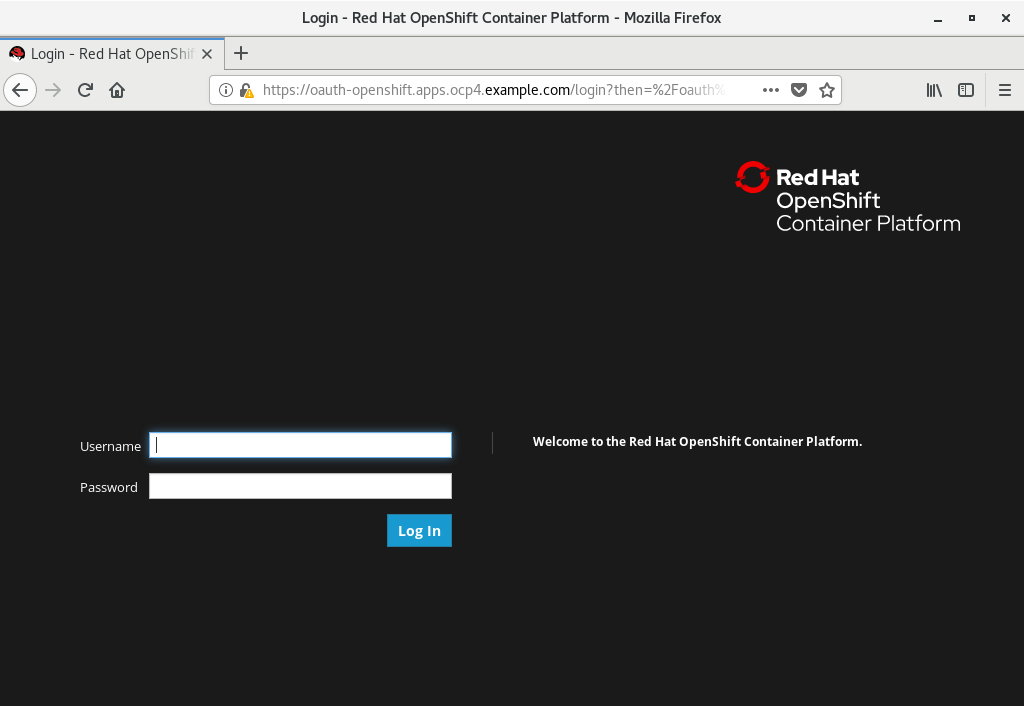 Login - Red Hat OpenShift Container Platform - Mozilla Firefox
Login - Red Hat OpenShif
https://oauth-openshift.apps.ocp4.example.com/login?then=%2Foauth%
Red Hat
OpenShift
Container Platform
Username
Welcome to the Red Hat OpenShift Container Platform.
Password
Log In